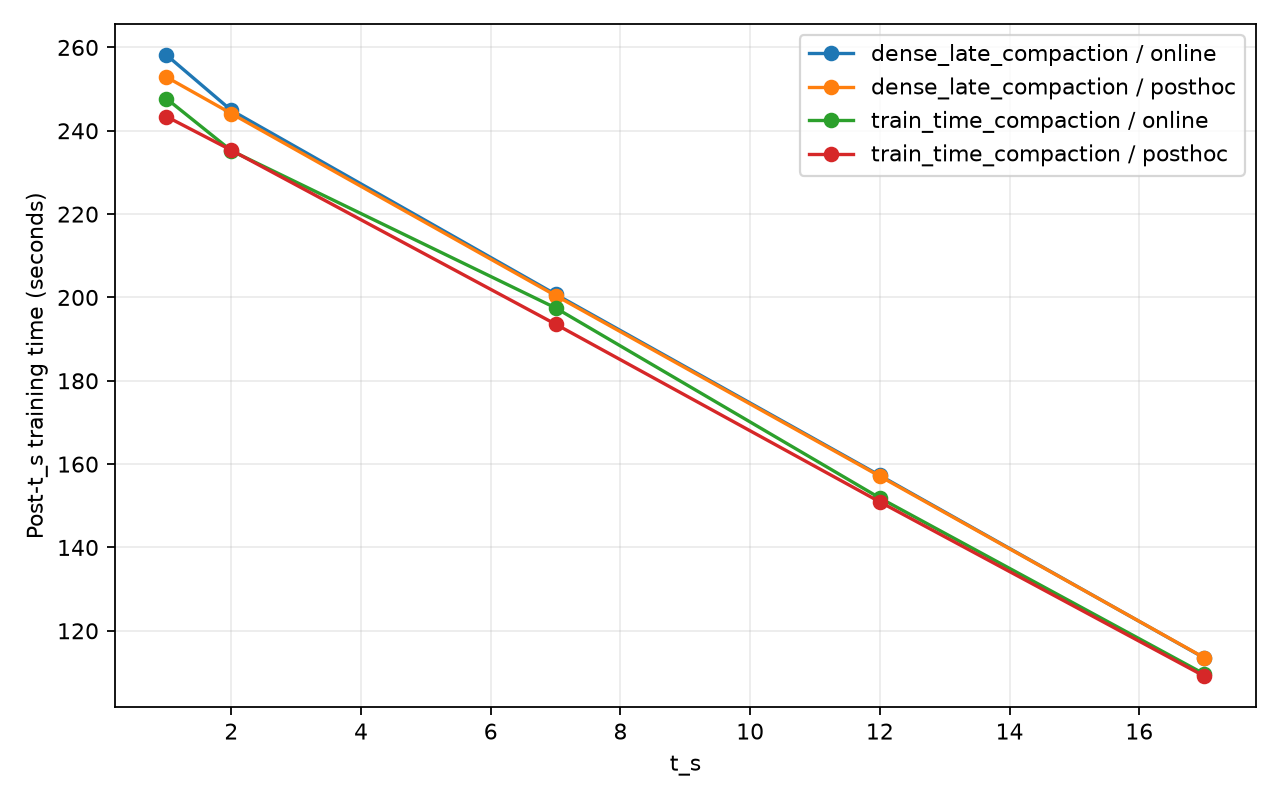 260
240
220
200
180
160
140
120
Post-t_s training time (seconds)
dense_late_compaction / online
dense_late_compaction / posthoc
train_time_compaction / online
train_time_compaction / posthoc
2 4 6 8 10 12 14 16
t_s